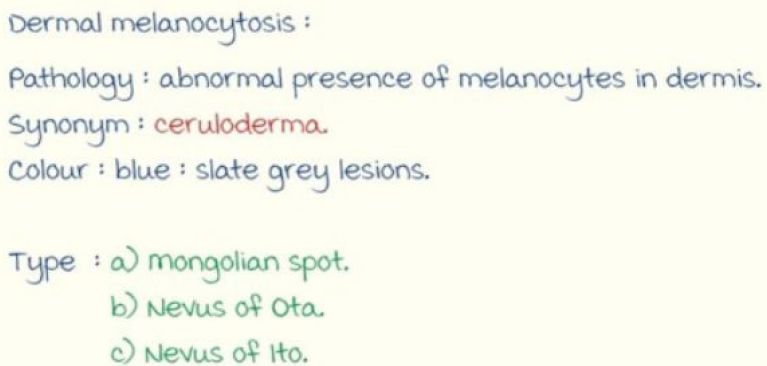 Dermal melanocytosis :
Pathology : abnormal presence of melanocytes in dermis.
Synonym : ceruloderma.
Colour : blue : slate grey lesions.
Type : a) mongolian spot.
b) Nevus of Ota.
c) Nevus of Ito.